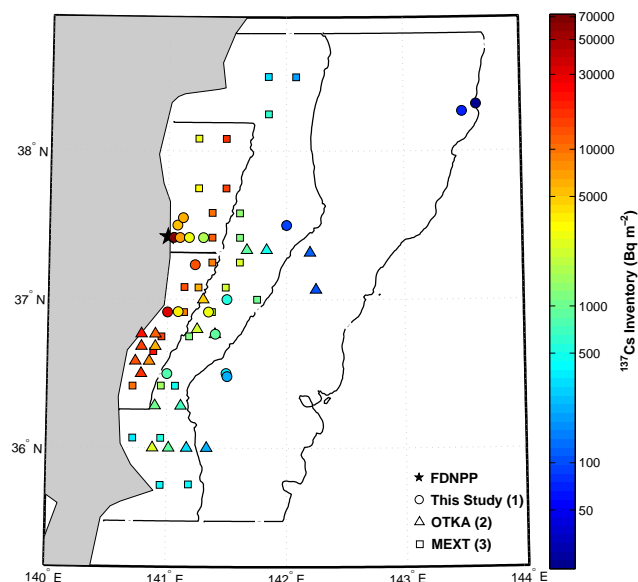 70000
50000
30000
38° N
10000
5000
37° N
1000
500
36° N
100
50
137Cs Inventory (Bq m−2)
FDNPP
This Study (1)
OTKA (2)
MEXT (3)
140° E
141° E
142° E
143° E
144° E